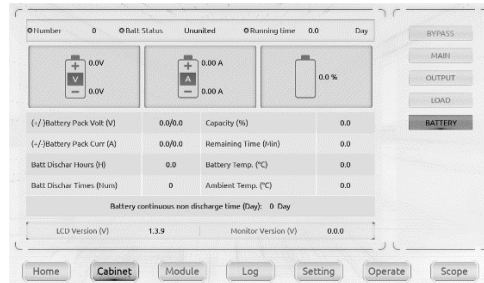 Number 0 Batt Status Ununited Running time 0.0 Day
0.0V 0.00 A
V A 0.0 %
0.0V 0.00 A
(+/-)Battery Pack Volt (V) 0.0/0.0 Capacity (%) 0.0
(+/-)Battery Pack Curr (A) 0.0/0.0 Remaining Time (Min) 0.0
Batt Dischar Hours (H) 0.0 Battery Temp. (℃) 0.0
Batt Dischar Times (Num) 0 Ambient Temp. (℃) 0.0
Battery continuous non discharge time (Day): 0 Day
LCD Version (V) 1.3.9 Monitor Version (V) 0.0.0
BYPASS
MAIN
OUTPUT
LOAD
BATTERY
Home Cabinet Module Log Setting Operate Scope